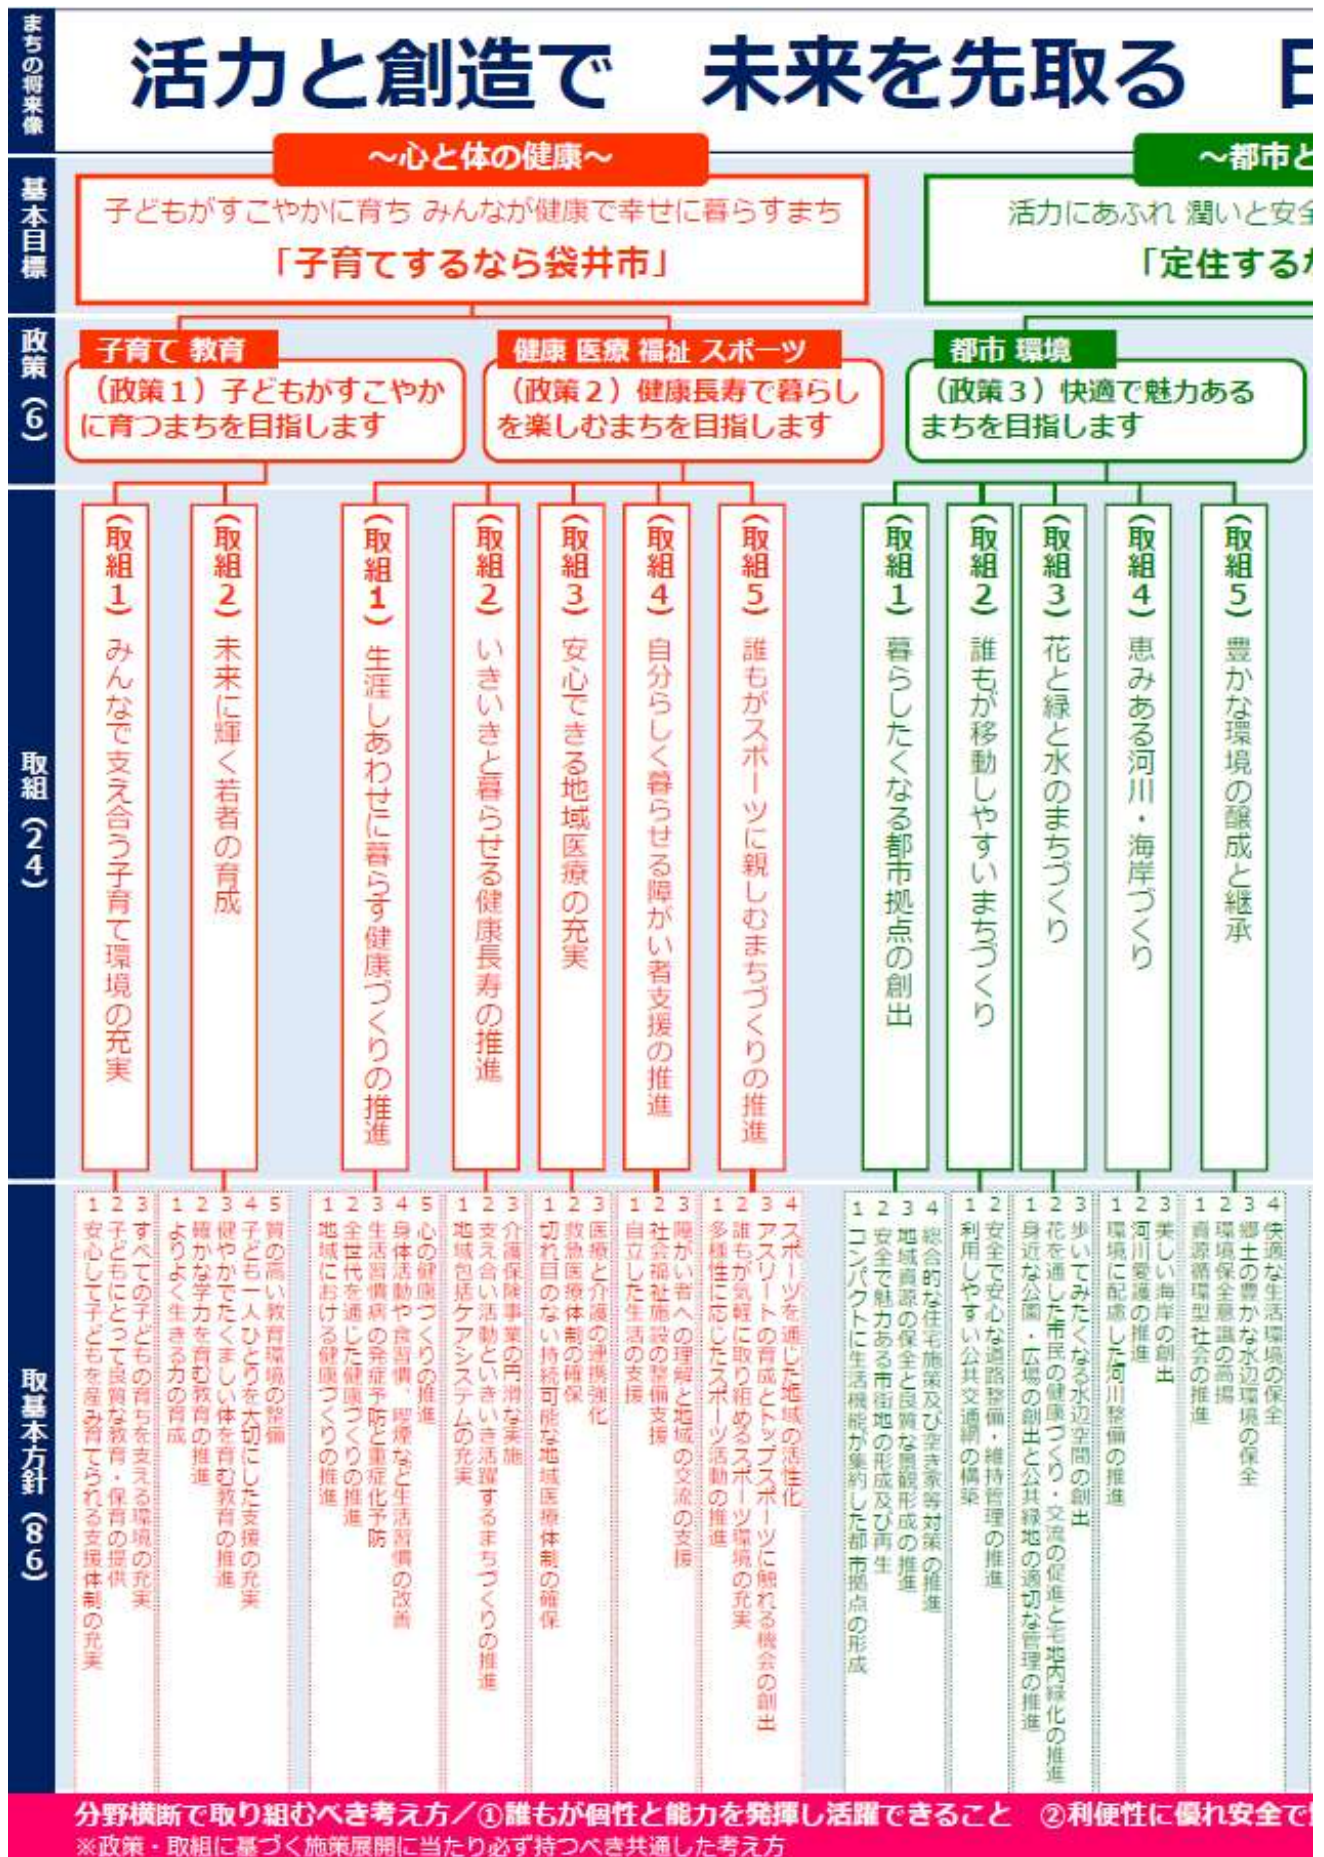 まちの将来像
活力と創造で 未来を先取る 日
基本目標
～心と体の健康～
子どもがすこやかに育ち みんなが健康で幸せに暮らすまち
「子育てするなら袋井市」
～都市と
活力にあふれ 潤いと安全
「定住するな
政策（6）
子育て 教育
（政策１）子どもがすこやか
に育つまちを目指します
健康 医療 福祉 スポーツ
（政策２）健康長寿で暮らし
を楽しむまちを目指します
都市 環境
（政策３）快適で魅力ある
まちを目指します
取組（24）
（取組１）みんなで支え合う子育て環境の充実
（取組２）未来に輝く若者の育成
（取組１）生涯しあわせに暮らす健康づくりの推進
（取組２）いきいきと暮らせる健康長寿の推進
（取組３）安心できる地域医療の充実
（取組４）自分らしく暮らせる障がい者支援の推進
（取組５）誰もがスポーツに親しむまちづくりの推進
（取組１）暮らしたくなる都市拠点の創出
（取組２）誰もが移動しやすいまちづくり
（取組３）花と緑と水のまちづくり
（取組４）恵みある河川・海岸づくり
（取組５）豊かな環境の醸成と継承
取基本方針（86）
1 安心して子どもを産み育てられる支援体制の充実
2 子どもにとって良質な教育・保育の提供
3 すべての子どもの育ちを支える環境の充実
1 よりよく生きる力の育成
2 確かな学力を育む教育の推進
3 健やかでたくましい体を育む教育の推進
4 子ども一人ひとりを大切にした支援の充実
5 質の高い教育環境の整備
1 地域における健康づくりの推進
2 全世代を通じた健康づくりの推進
3 生活習慣病の発症予防と重症化予防
4 身体活動や食習慣、喫煙など生活習慣の改善
5 心の健康づくりの推進
1 地域包括ケアシステムの充実
2 支え合い活動といきいき活躍するまちづくりの推進
3 介護保険事業の円滑な実施
1 切れ目のない持続可能な地域医療体制の確保
2 救急医療体制の確保
3 医療と介護の連携強化
1 自立した生活の支援
2 社会福祉施設の整備支援
3 障がい者への理解と地域の交流の支援
1 多様性に応じたスポーツ活動の推進
2 誰もが気軽に取り組めるスポーツ環境の充実
3 アスリートの育成とトップスポーツに触れる機会の創出
4 スポーツを通じた地域の活性化
1 コンパクトに生活機能が集約した都市拠点の形成
2 安全で魅力ある市街地の形成及び再生
3 地域資源の保全と良質な景観形成の推進
4 総合的な住宅施策及び空き家等対策の推進
1 利用しやすい公共交通網の構築
2 安全で安心な道路整備・維持管理の推進
1 身近な公園・広場の創出と公共緑地の適切な管理の推進
2 花を通した市民の健康づくり・交流の促進と宅地内緑化の推進
3 歩いてみたくなる水辺空間の創出
1 環境に配慮した河川整備の推進
2 河川愛護の推進
3 美しい海岸の創出
1 資源循環型社会の推進
2 環境保全意識の高揚
3 郷土の豊かな水辺環境の保全
4 快適な生活環境の保全
分野横断で取り組むべき考え方／①誰もが個性と能力を発揮し活躍できること ②利便性に優れ安全で
※政策・取組に基づく施策展開に当たり必ず持つべき共通した考え方